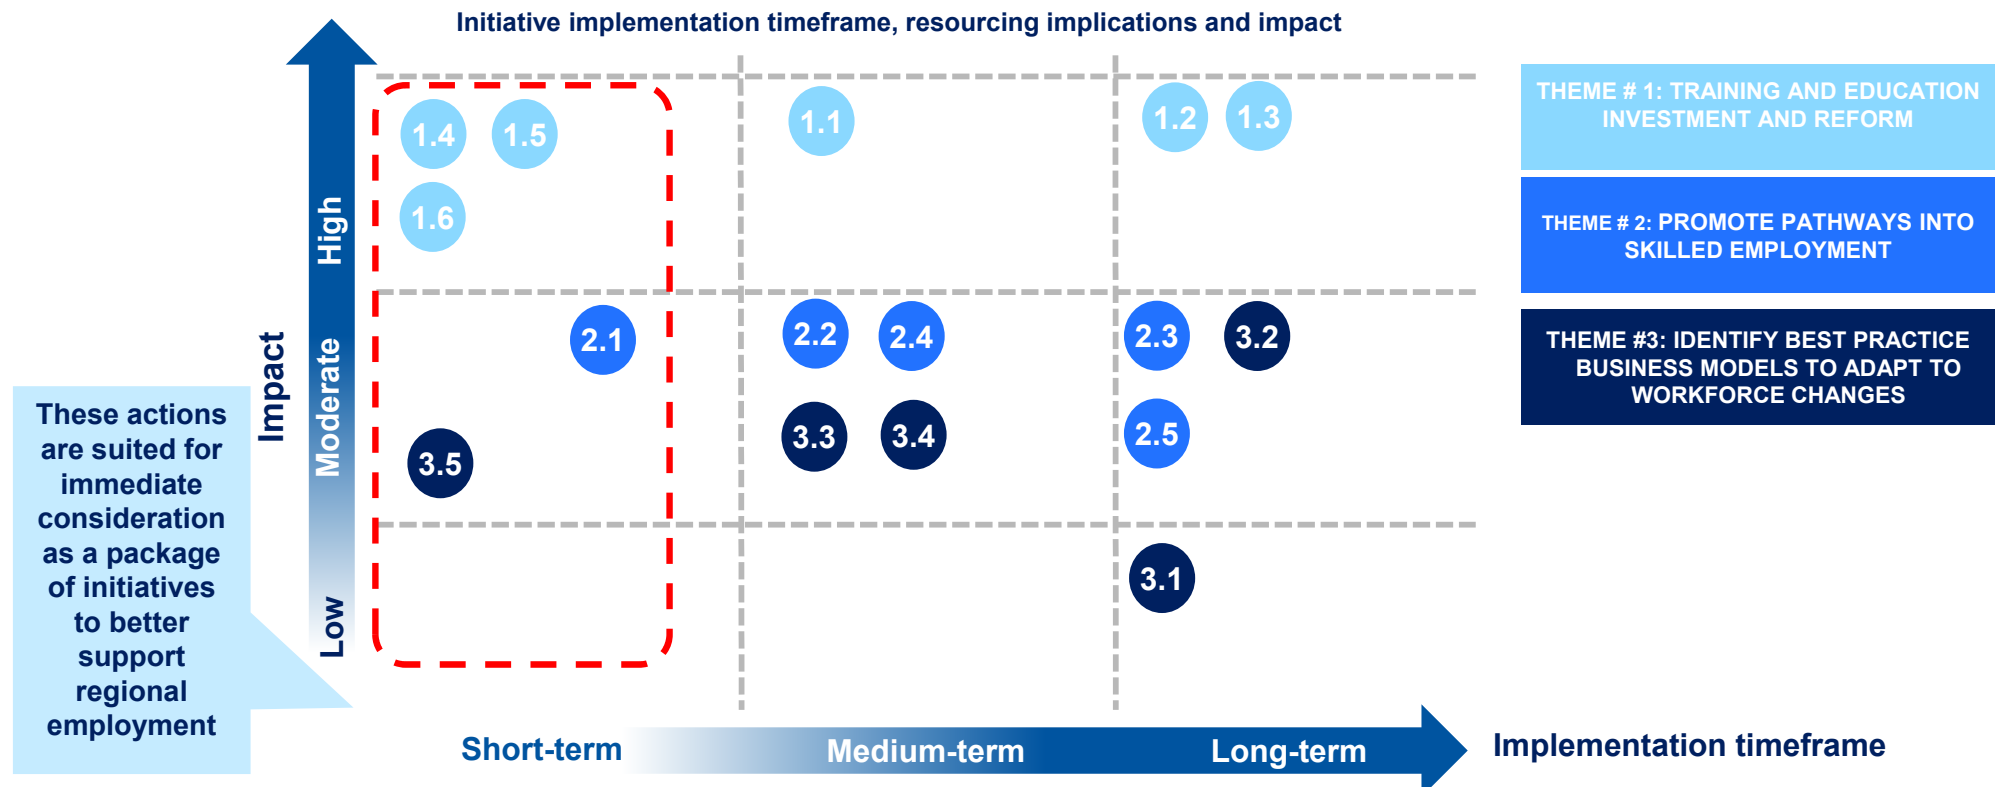 Initiative implementation timeframe, resourcing implications and impact
1.4
1.5
1.1
1.2
1.3
1.6
2.1
2.2
2.4
2.3
3.2
3.5
3.3
3.4
2.5
3.1
Impact
High
Moderate
Low
Short-term
Medium-term
Long-term
Implementation timeframe
These actions
are suited for
immediate
consideration
as a package
of initiatives
to better
support
regional
employment
THEME # 1: TRAINING AND EDUCATION
INVESTMENT AND REFORM
THEME # 2: PROMOTE PATHWAYS INTO
SKILLED EMPLOYMENT
THEME #3: IDENTIFY BEST PRACTICE
BUSINESS MODELS TO ADAPT TO
WORKFORCE CHANGES